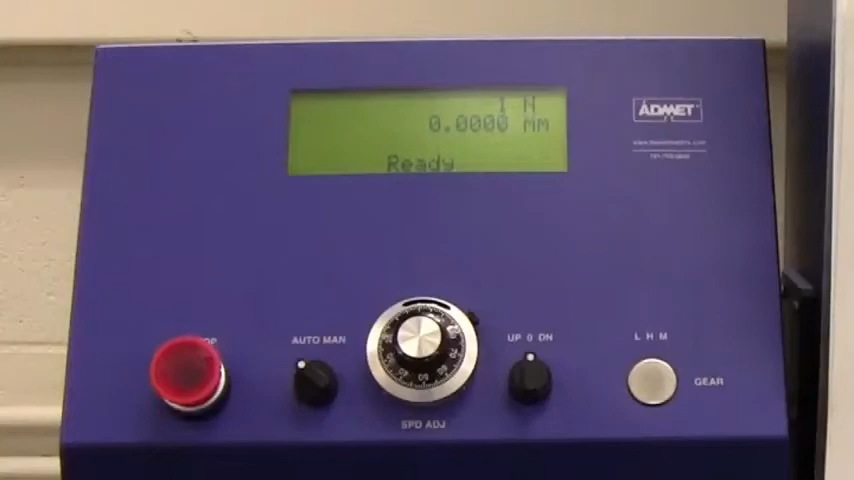 1 N
0.0000 MM
Ready
ADMET
AUTO MAN
UP 0 DN
L H M
GEAR
SPD ADJ